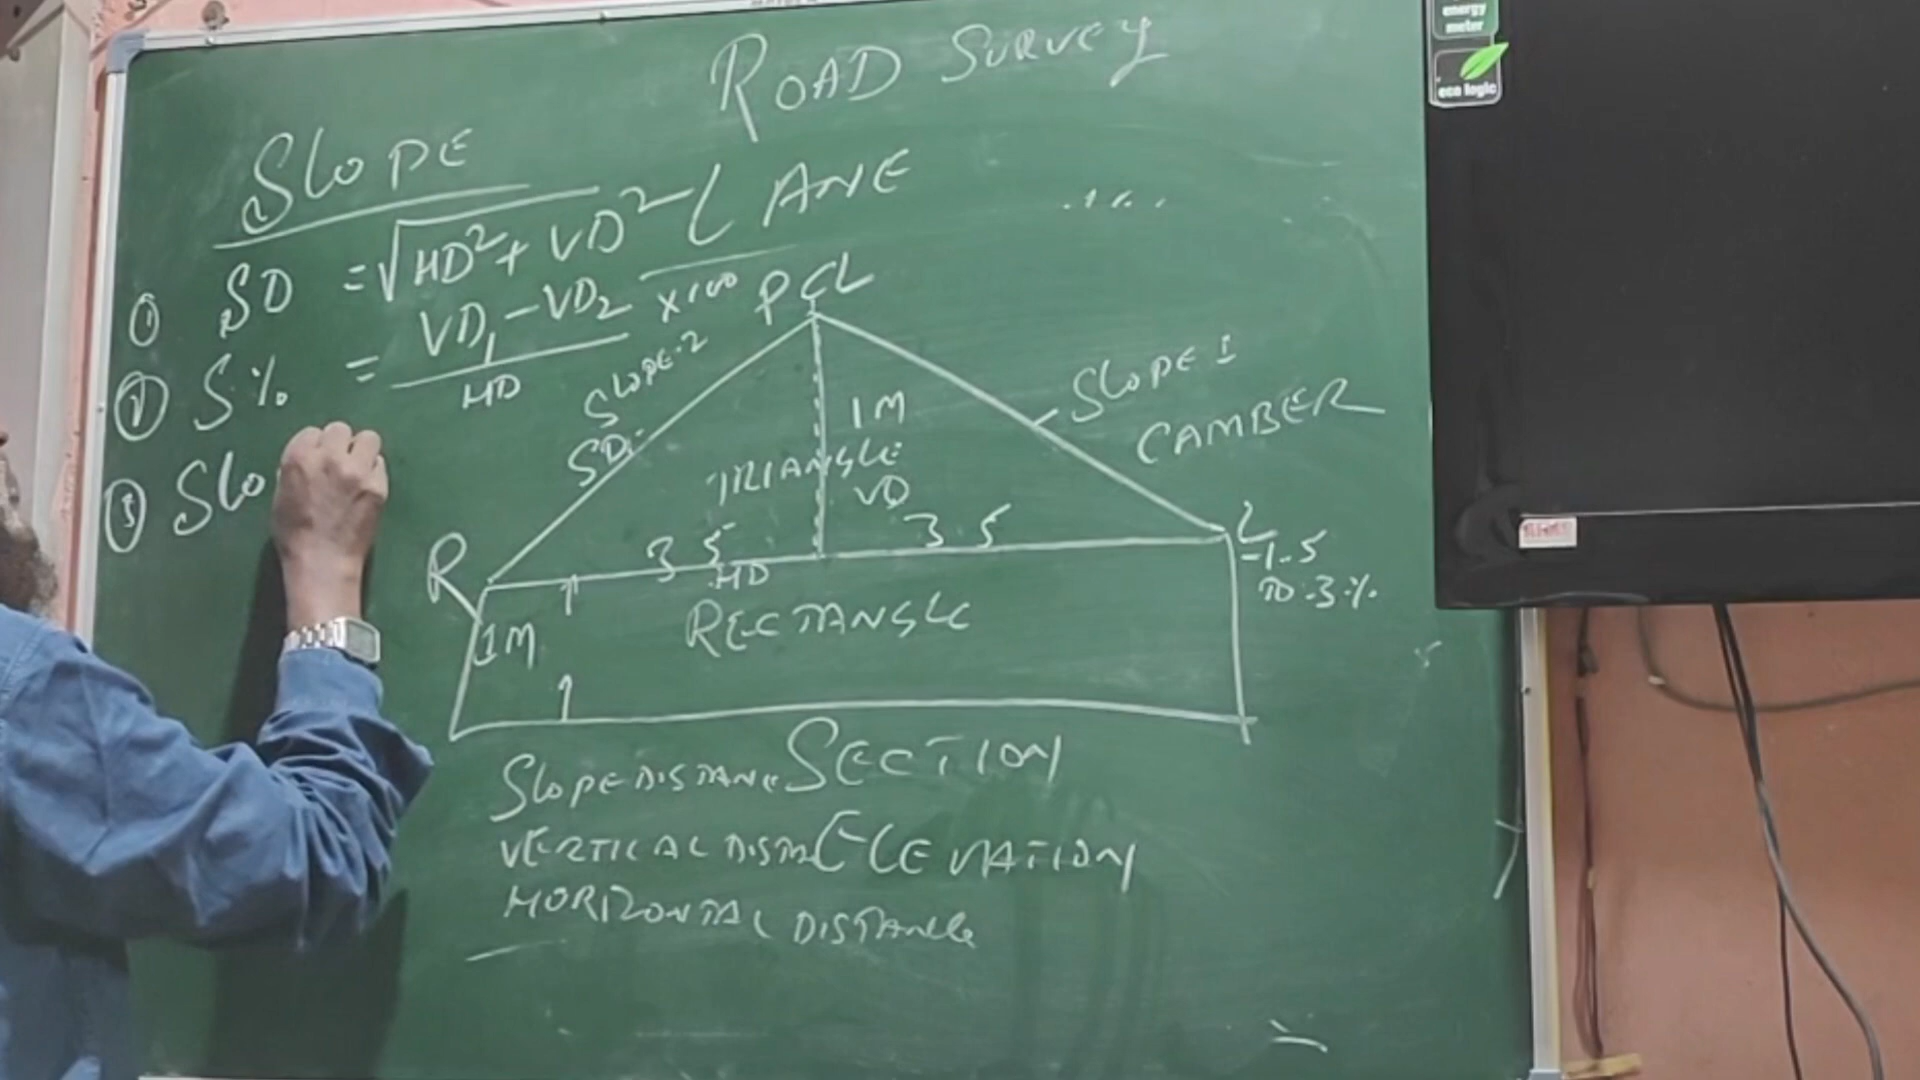 ROAD SURVEY
SLOPE
LANE
① SD = √HD²+ VD²
② S% = VD₁-VD₂ x100
HD
③ Slo
PCL
SLOPE-2
SD
SLOPE 1
CAMBER
1M
TRIANGLE
VD
R
3.5
3.5
HD
L
-1.5
TO 3%
1M
RECTANGLE
SLOPE DISTANCE SECTION
VERTICAL DISTA ELEVATION
HORIZONTAL DISTANCE
energy
meter
eco logic